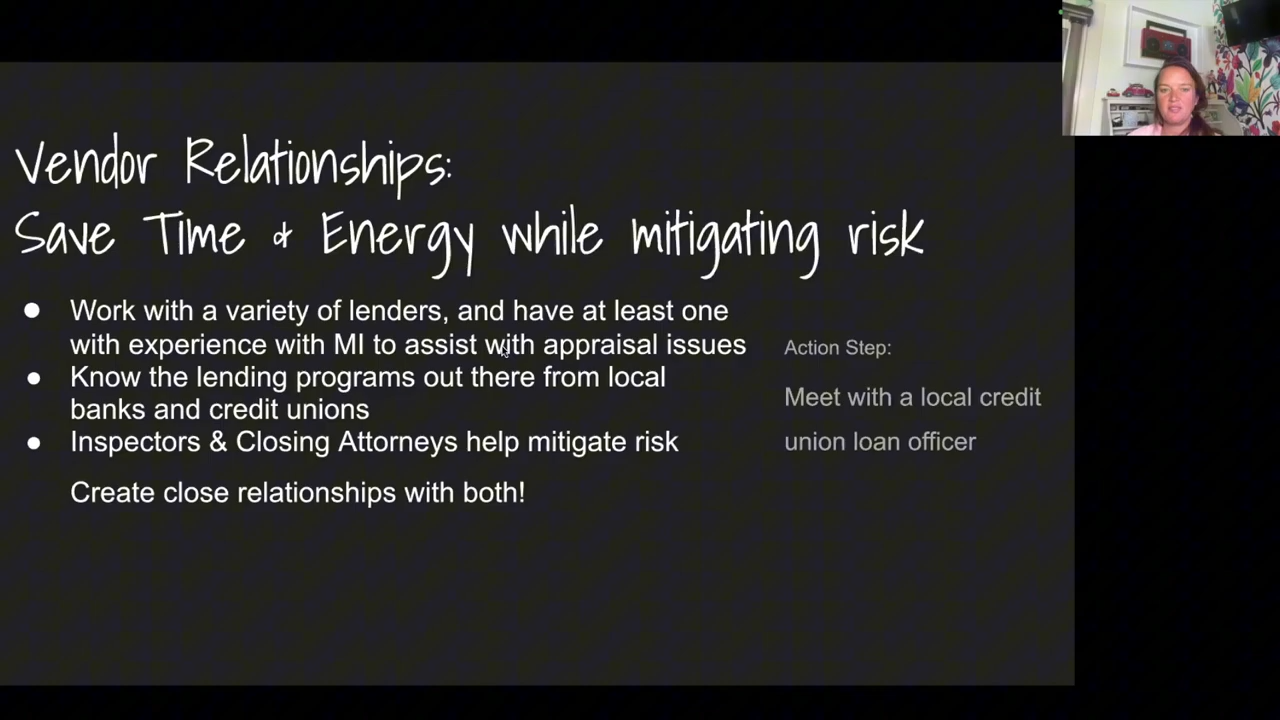 Vendor Relationships:
Save Time & Energy while mitigating risk
● Work with a variety of lenders, and have at least one
with experience with MI to assist with appraisal issues
● Know the lending programs out there from local
banks and credit unions
● Inspectors & Closing Attorneys help mitigate risk
Create close relationships with both!
Action Step:
Meet with a local credit
union loan officer